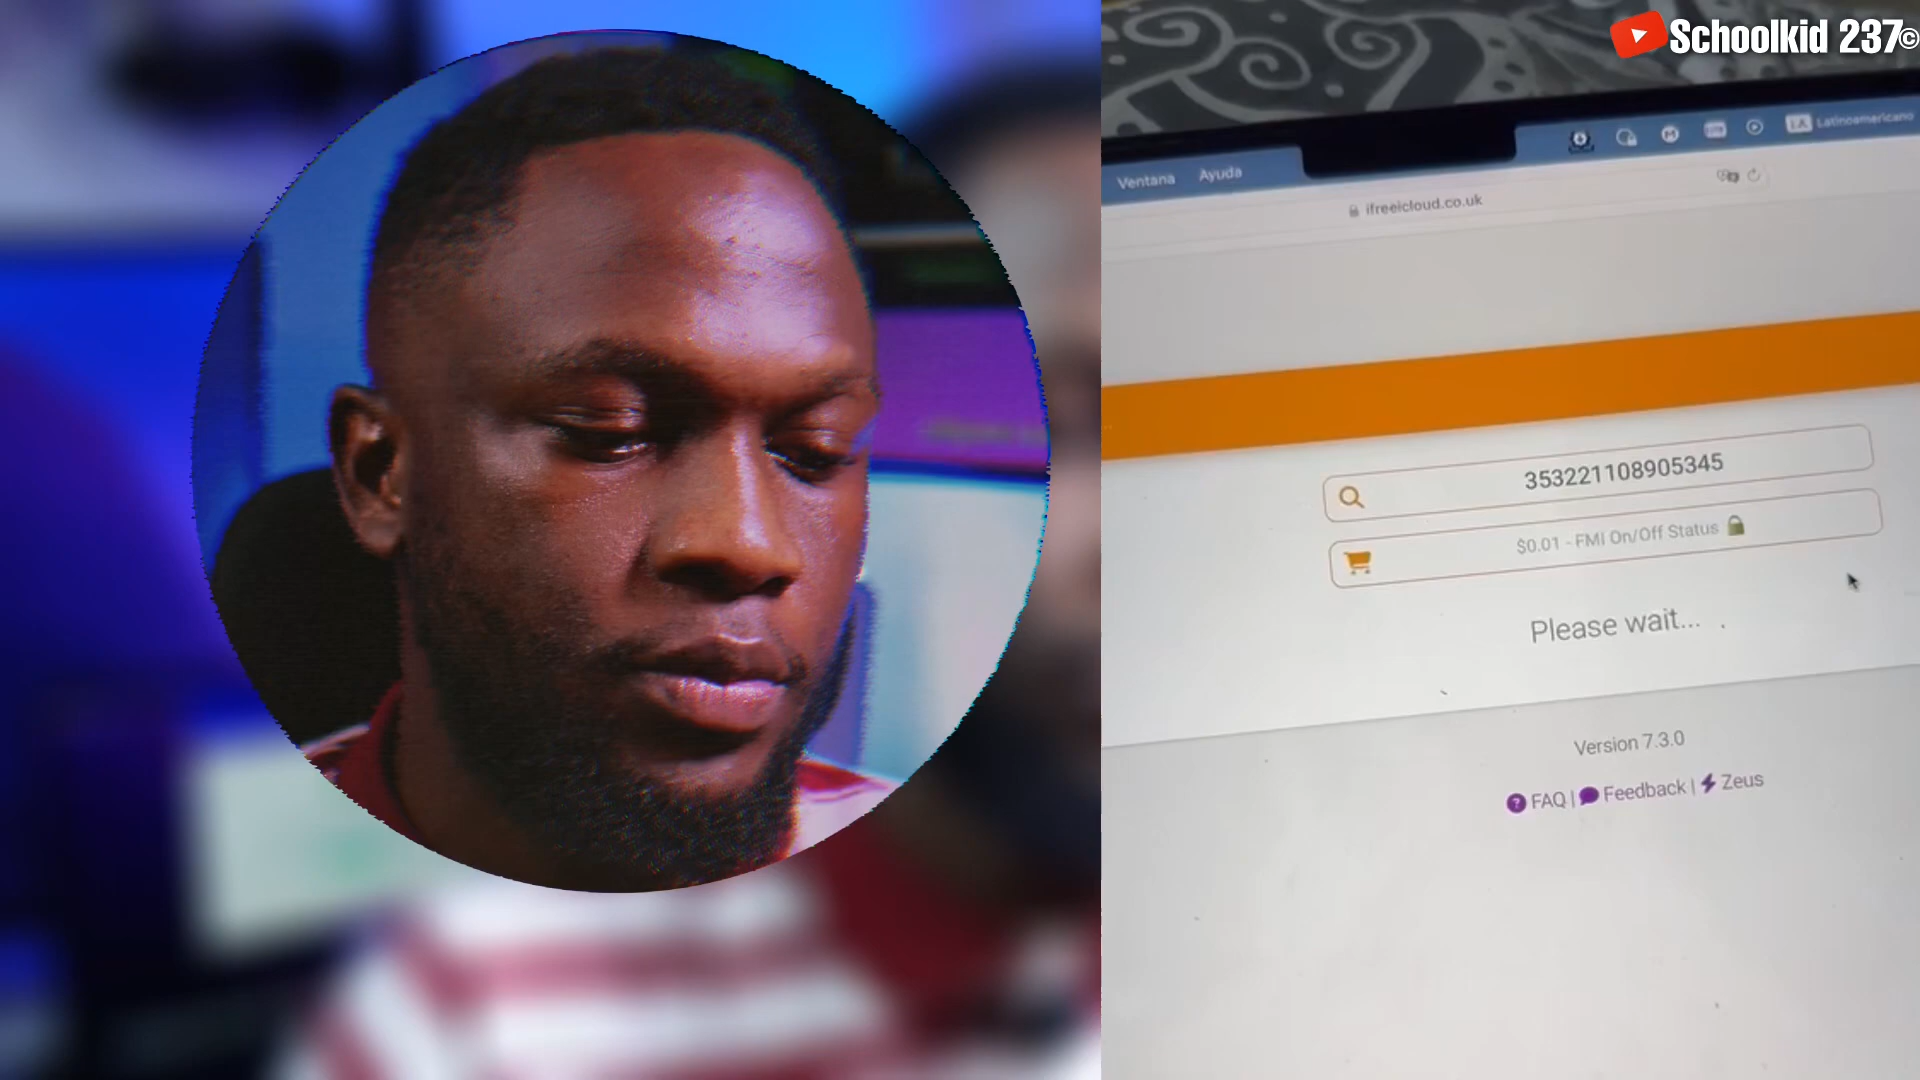 Schoolkid 237©
Ventana Ayuda
LA Latinoamericano
ifreeicloud.co.uk
353221108905345
$0.01 - FMI On/Off Status
Please wait...
Version 7.3.0
FAQ | Feedback | Zeus